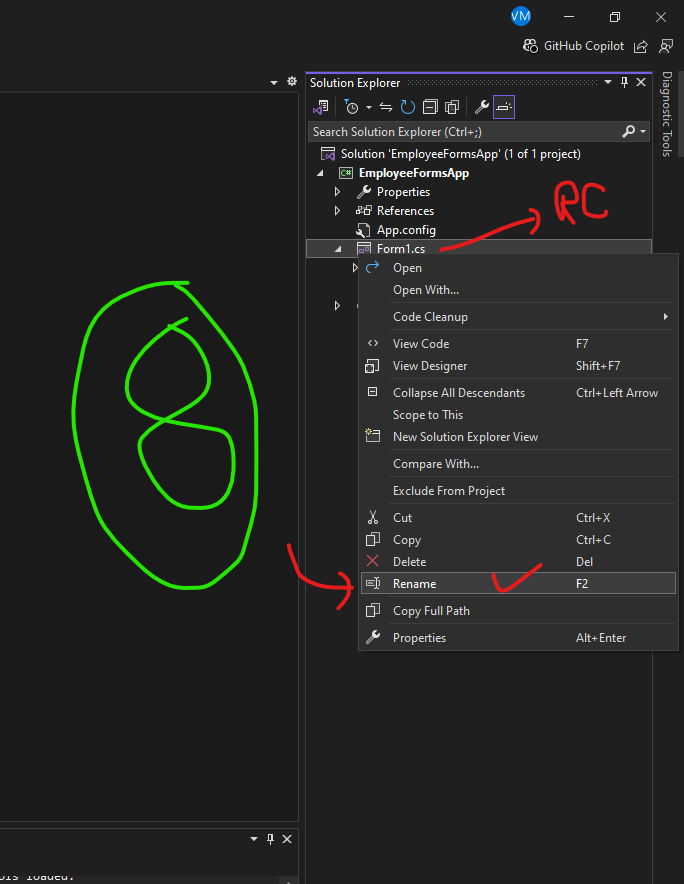 VM
GitHub Copilot
Solution Explorer
Diagnostic Tools
Search Solution Explorer (Ctrl+;)
Solution 'EmployeeFormsApp' (1 of 1 project)
C# EmployeeFormsApp
Properties
References
RC
App.config
Form1.cs
Open
Open With...
Code Cleanup
View Code F7
View Designer Shift+F7
Collapse All Descendants Ctrl+Left Arrow
Scope to This
New Solution Explorer View
Compare With...
Exclude From Project
Cut Ctrl+X
Copy Ctrl+C
Delete Del
Rename F2
Copy Full Path
Properties Alt+Enter
8
loaded.